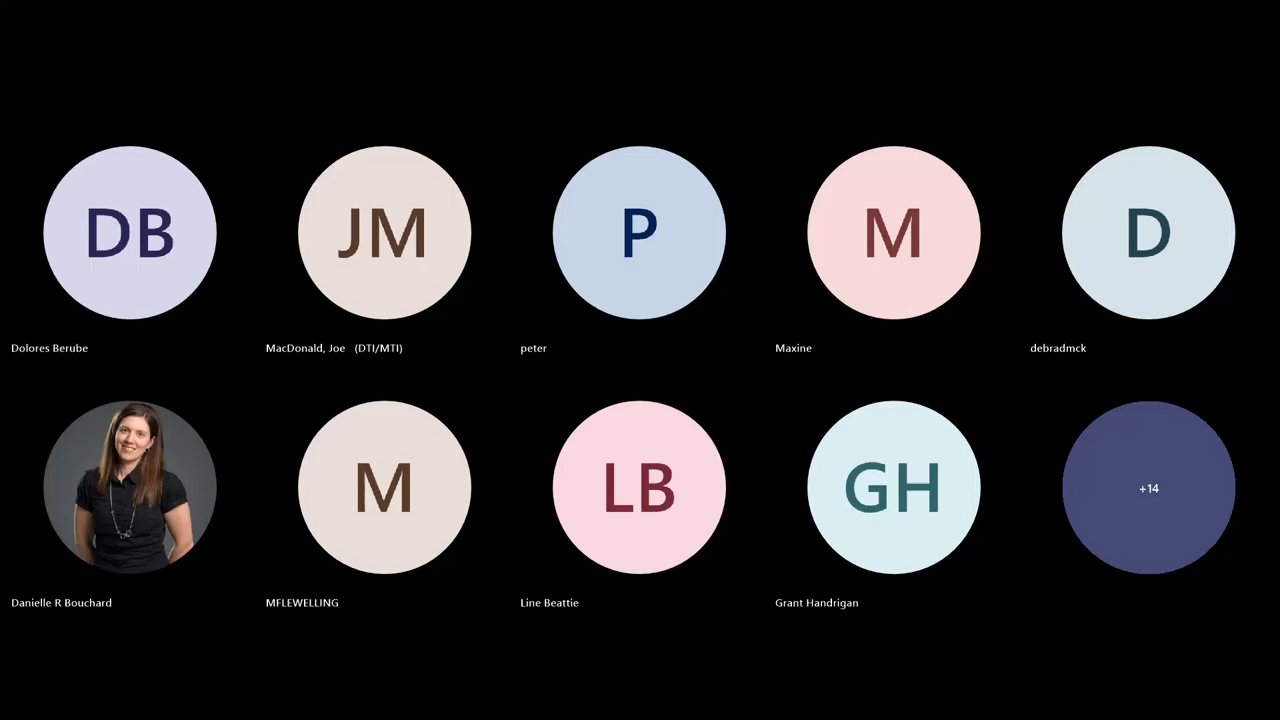 DB
JM
P
M
D
Dolores Berube
MacDonald, Joe (DTI/MTI)
peter
Maxine
debradmck
M
LB
GH
+14
Danielle R Bouchard
MFLEWELLING
Line Beattie
Grant Handrigan